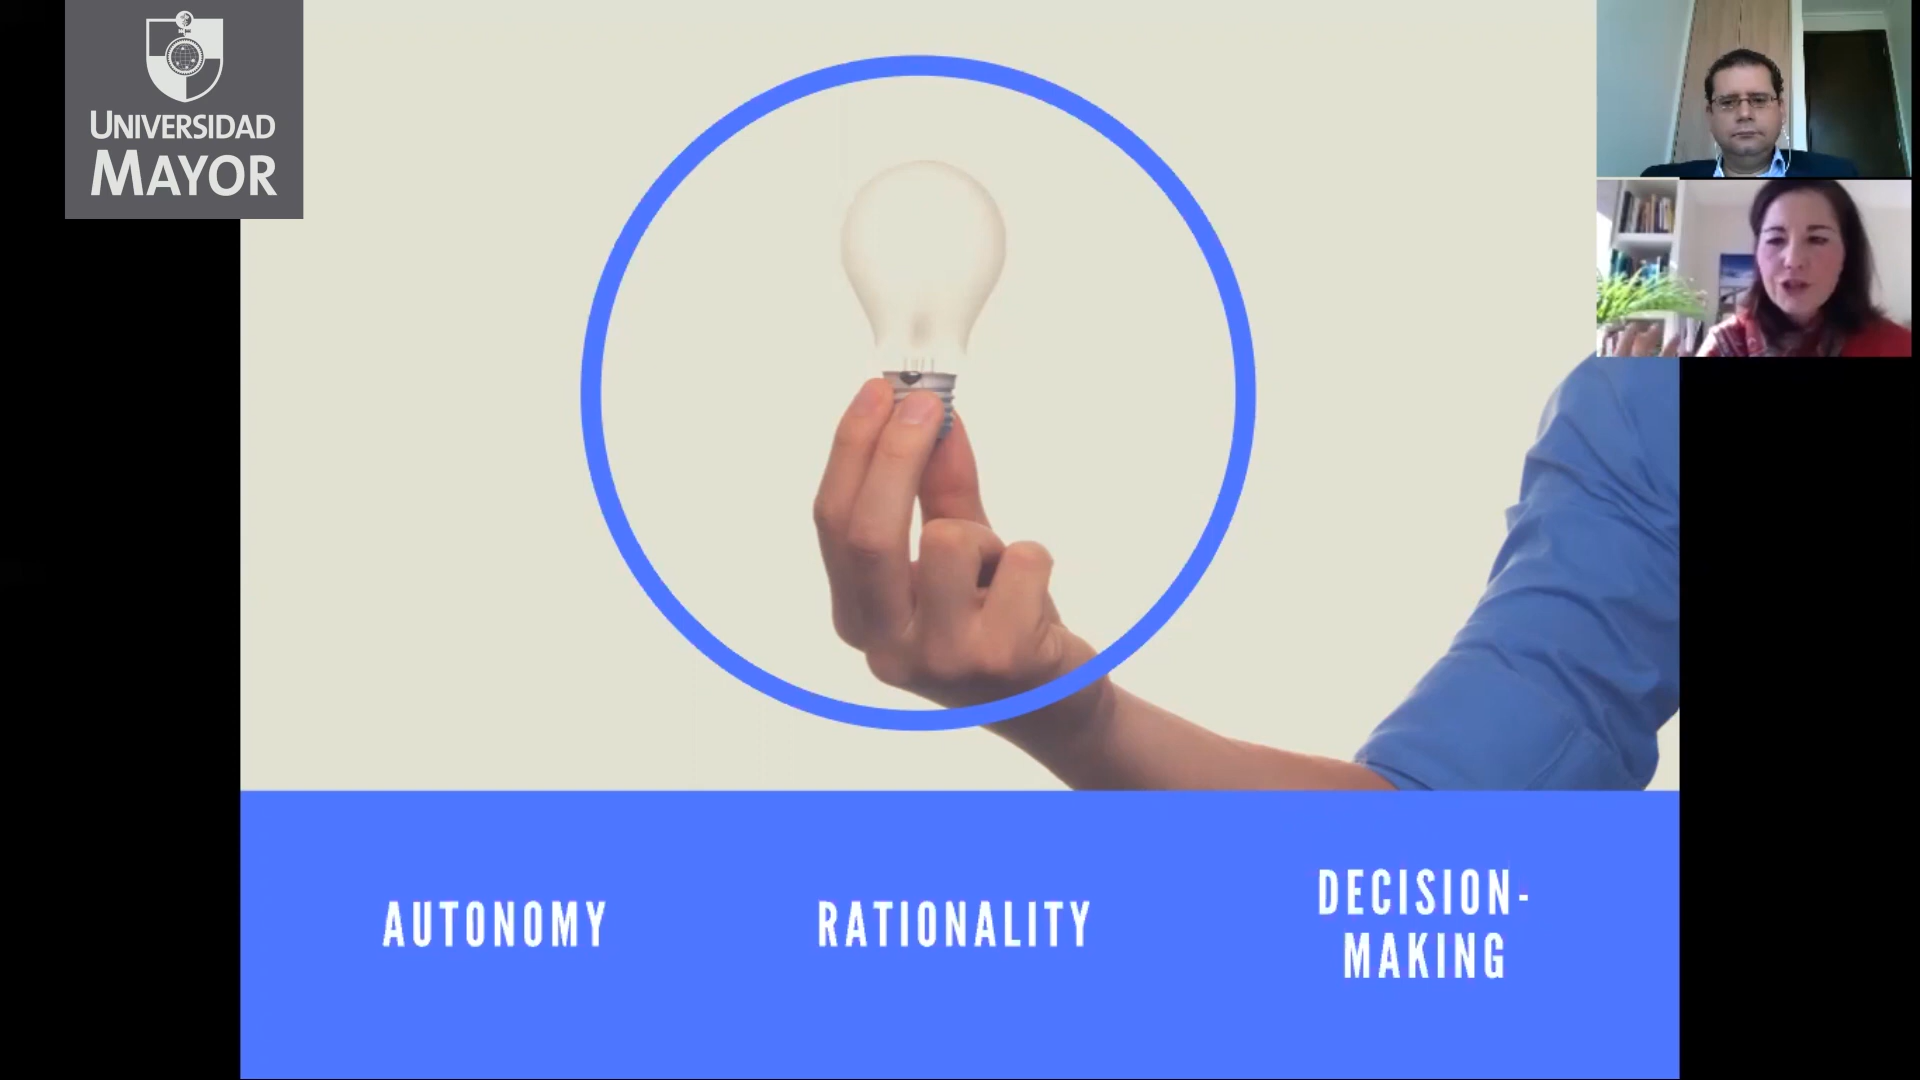 UNIVERSIDAD
MAYOR
AUTONOMY
RATIONALITY
DECISION-
MAKING